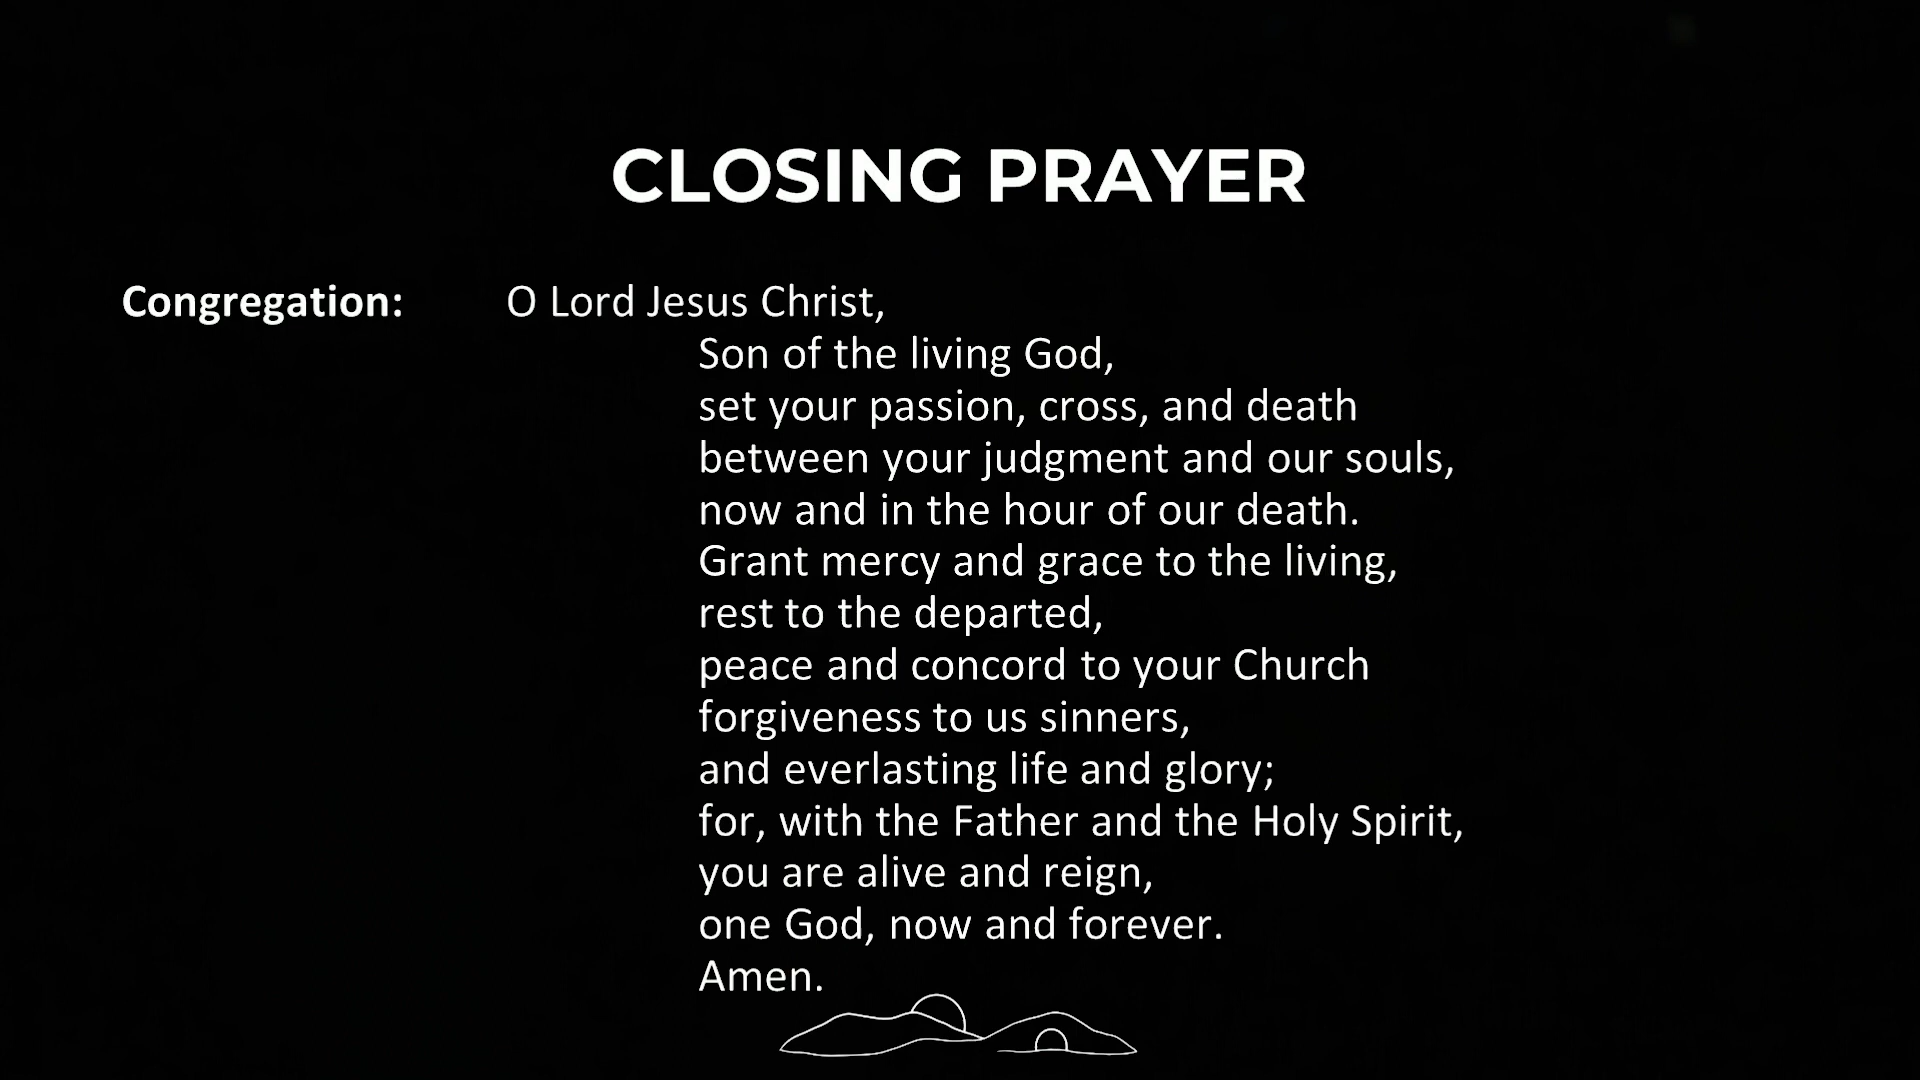 CLOSING PRAYER
Congregation: O Lord Jesus Christ,
Son of the living God,
set your passion, cross, and death
between your judgment and our souls,
now and in the hour of our death.
Grant mercy and grace to the living,
rest to the departed,
peace and concord to your Church
forgiveness to us sinners,
and everlasting life and glory;
for, with the Father and the Holy Spirit,
you are alive and reign,
one God, now and forever.
Amen.